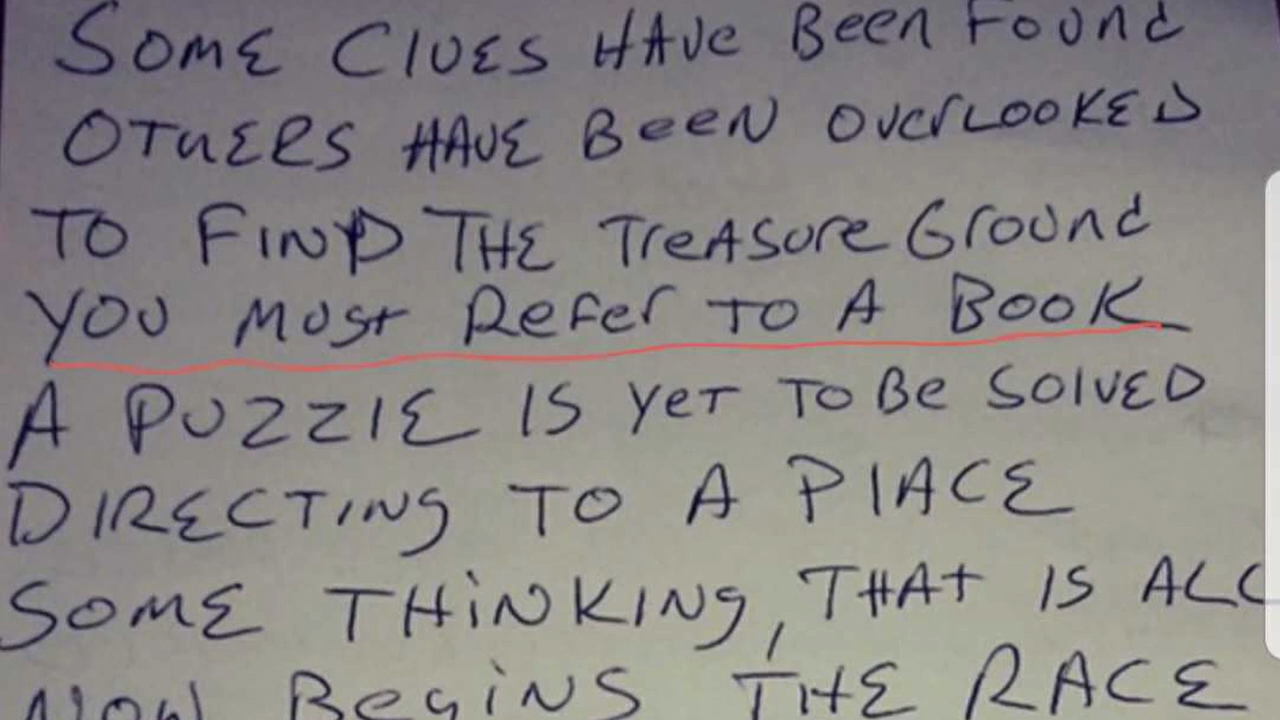 SOME CLUES HAVE BEEN FOUND
OTHERS HAVE BEEN OVERLOOKED
TO FIND THE TREASURE GROUND
YOU MUST REFER TO A BOOK
A PUZZLE IS YET TO BE SOLVED
DIRECTING TO A PLACE
SOME THINKING, THAT IS ALL
NOW BEGINS THE RACE